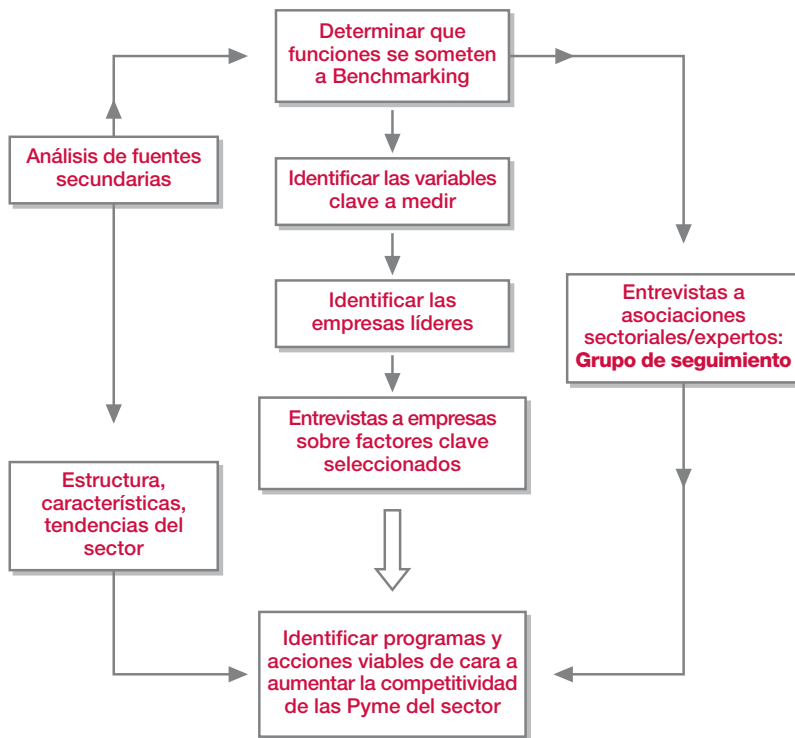 Determinar que
funciones se someten
a Benchmarking
Análisis de fuentes
secundarias
Identificar las variables
clave a medir
Identificar las
empresas líderes
Entrevistas a
asociaciones
sectoriales/expertos:
Grupo de seguimiento
Entrevistas a empresas
sobre factores clave
seleccionados
Estructura,
características,
tendencias del
sector
Identificar programas y
acciones viables de cara a
aumentar la competitividad
de las Pyme del sector